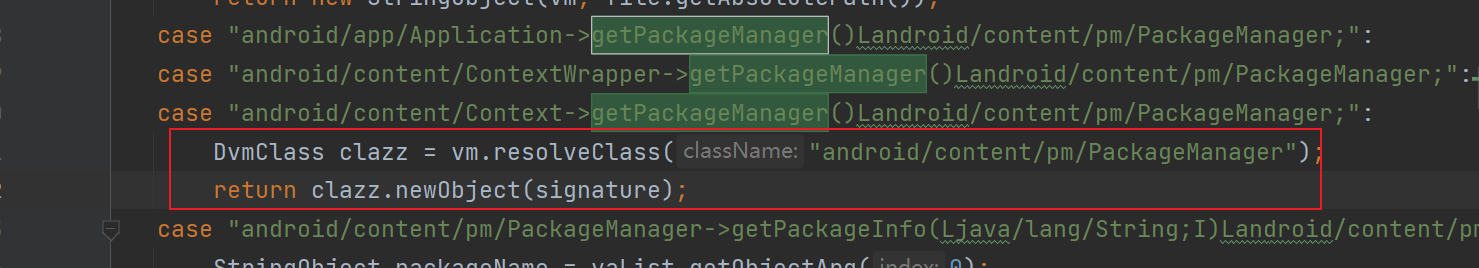 return new StringObject(vm, file.getAbsolutePath());
case "android/app/Application->getPackageManager()Landroid/content/pm/PackageManager;":
case "android/content/ContextWrapper->getPackageManager()Landroid/content/pm/PackageManager;":
case "android/content/Context->getPackageManager()Landroid/content/pm/PackageManager;":
DvmClass clazz = vm.resolveClass( className: "android/content/pm/PackageManager");
return clazz.newObject(signature);
case "android/content/pm/PackageManager->getPackageInfo(Ljava/lang/String;I)Landroid/content/pm
StringObject packageName = vaList.getObjectArg( index: 0);